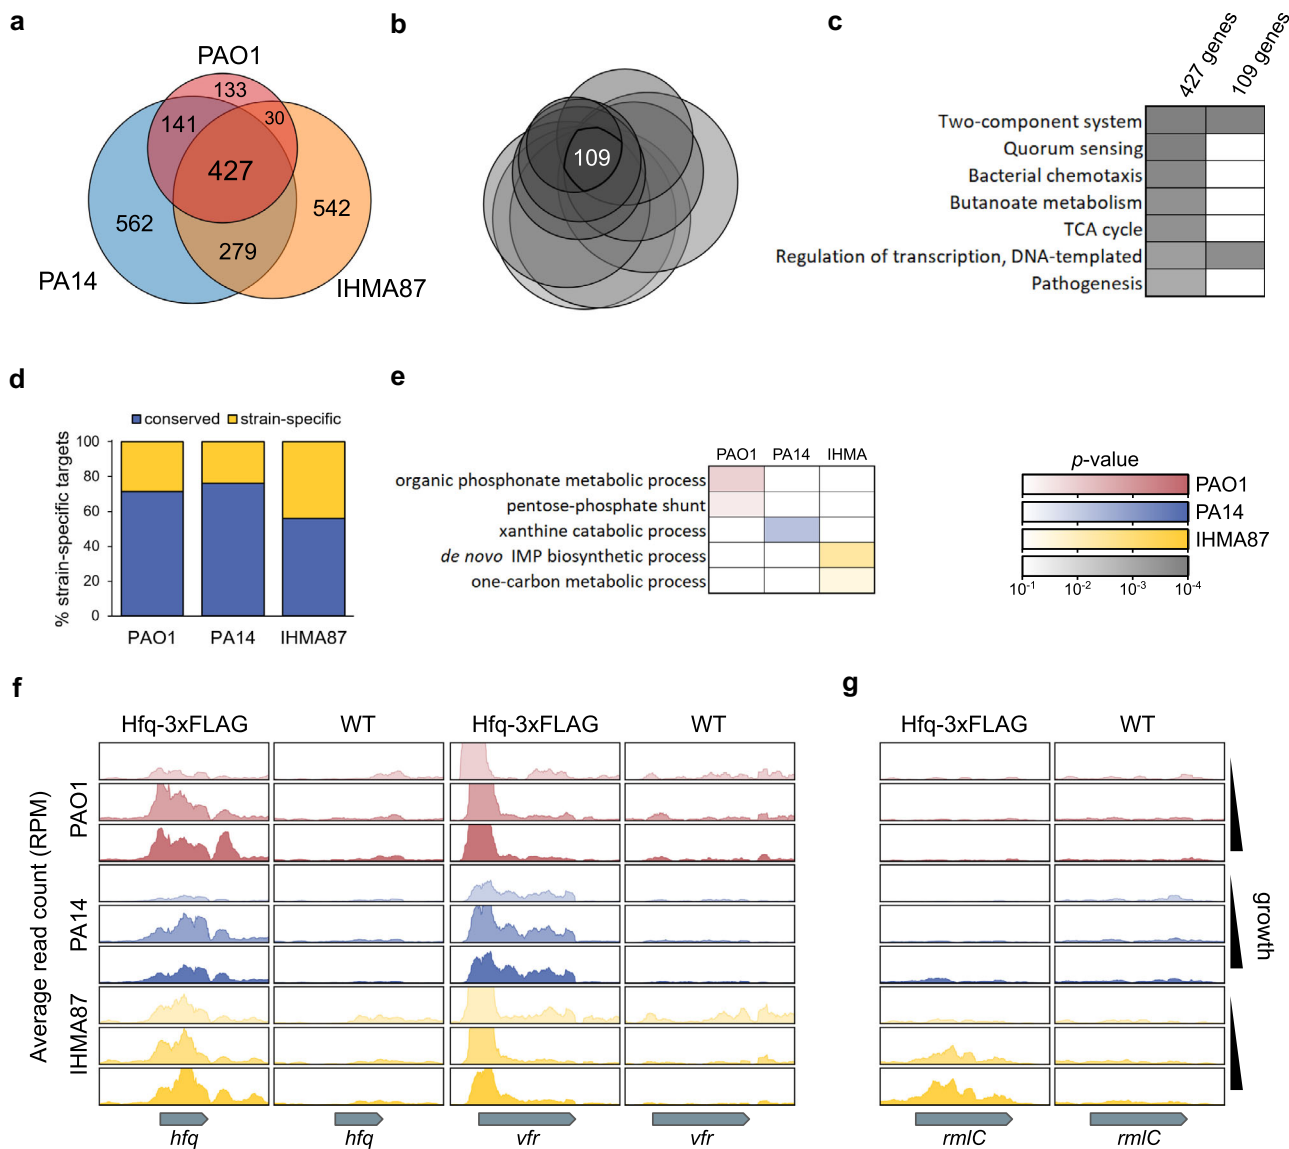 a
PAO1
133
141
30
427
562
542
279
PA14
IHMA87
b
109
c
427 genes
109 genes
Two-component system
Quorum sensing
Bacterial chemotaxis
Butanoate metabolism
TCA cycle
Regulation of transcription, DNA-templated
Pathogenesis
d
conserved strain-specific
% strain-specific targets
100
80
60
40
20
0
PAO1 PA14 IHMA87
e
PAO1 PA14 IHMA
organic phosphonate metabolic process
pentose-phosphate shunt
xanthine catabolic process
de novo IMP biosynthetic process
one-carbon metabolic process
p-value
PAO1
PA14
IHMA87
10-1 10-2 10-3 10-4
f
Hfq-3xFLAG WT Hfq-3xFLAG WT
Average read count (RPM)
PAO1
PA14
IHMA87
hfq hfq vfr vfr
g
Hfq-3xFLAG WT
growth
rmlC rmlC